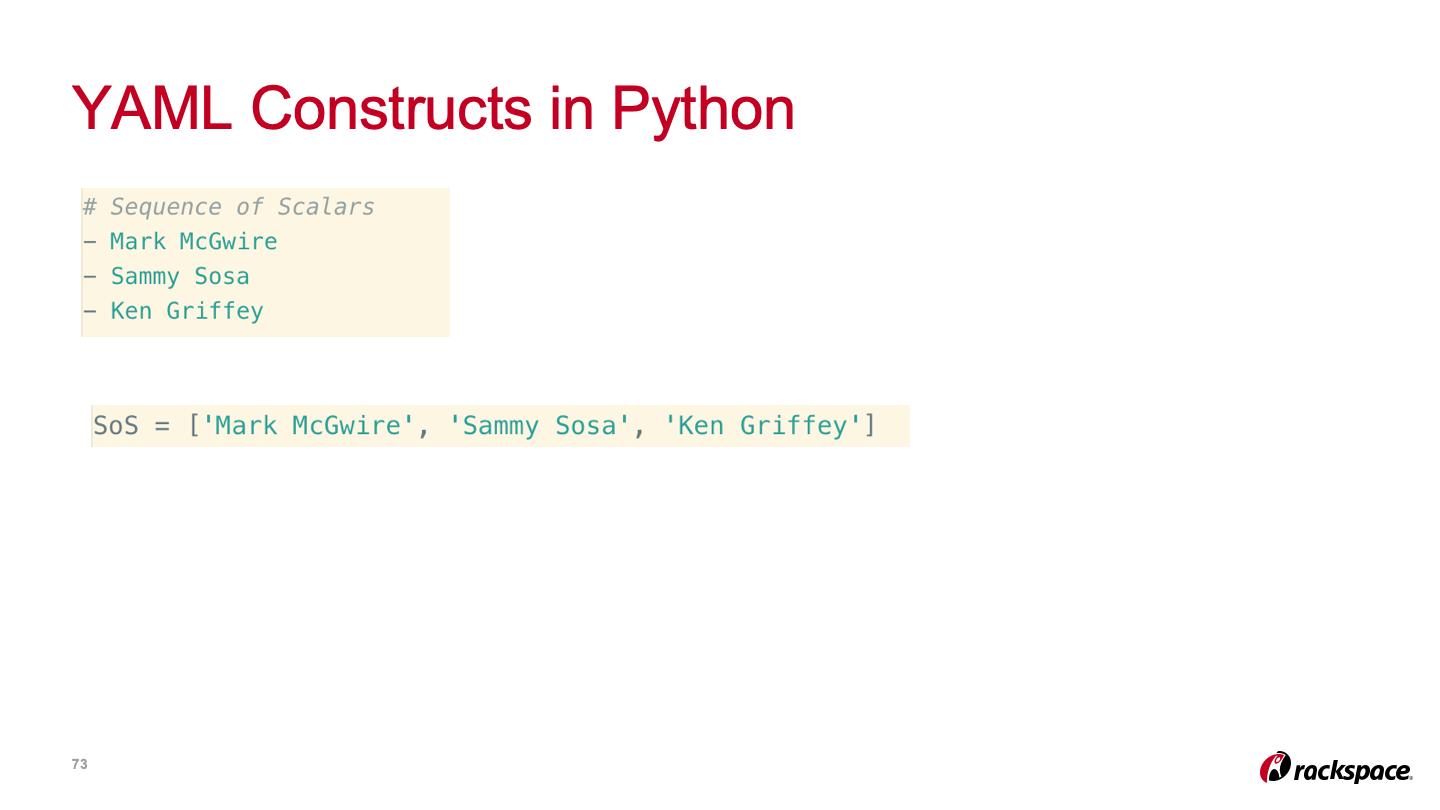 YAML Constructs in Python
# Sequence of Scalars
- Mark McGwire
- Sammy Sosa
- Ken Griffey
SoS = ['Mark McGwire', 'Sammy Sosa', 'Ken Griffey']
73
rackspace.